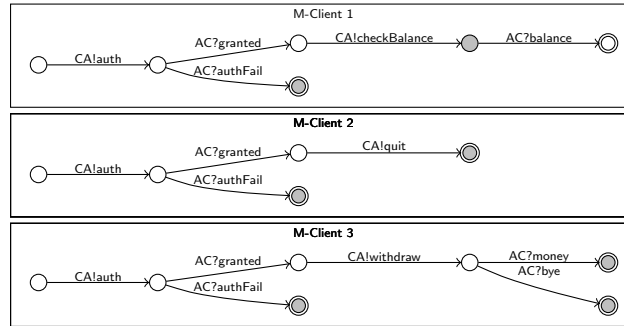 M-Client 1
CA!auth
AC?granted
CA!checkBalance
AC?balance
AC?authFail
M-Client 2
CA!auth
AC?granted
CA!quit
AC?authFail
M-Client 3
CA!auth
AC?granted
CA!withdraw
AC?money
AC?bye
AC?authFail